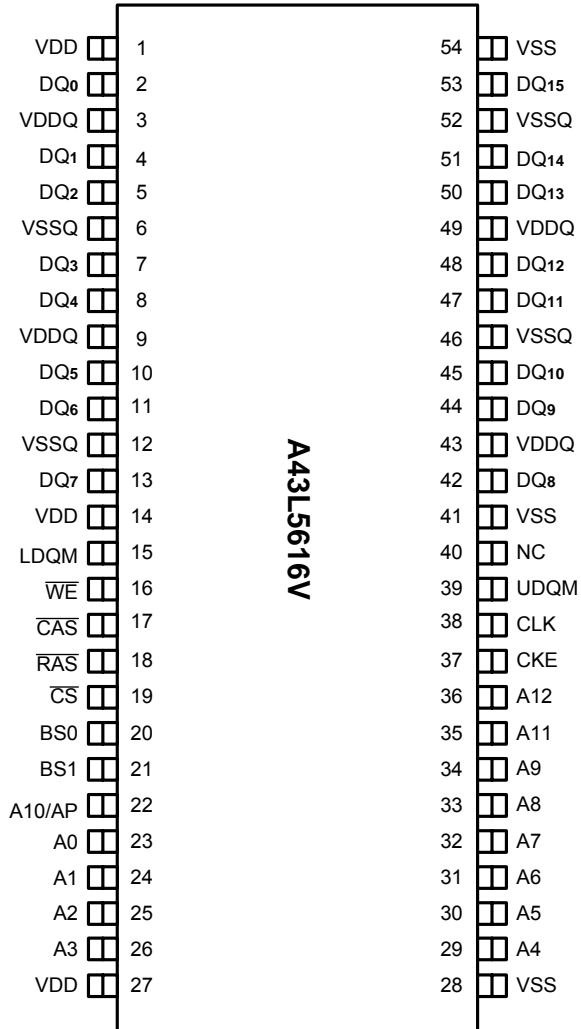 VDD 1 54 VSS
DQ0 2 53 DQ15
VDDQ 3 52 VSSQ
DQ1 4 51 DQ14
DQ2 5 50 DQ13
VSSQ 6 49 VDDQ
DQ3 7 48 DQ12
DQ4 8 47 DQ11
VDDQ 9 46 VSSQ
DQ5 10 45 DQ10
DQ6 11 44 DQ9
VSSQ 12 43 VDDQ
DQ7 13 42 DQ8
VDD 14 41 VSS
LDQM 15 40 NC
W̅E̅ 16 39 UDQM
C̅A̅S̅ 17 38 CLK
R̅A̅S̅ 18 37 CKE
C̅S̅ 19 36 A12
BS0 20 35 A11
BS1 21 34 A9
A10/AP 22 33 A8
A0 23 32 A7
A1 24 31 A6
A2 25 30 A5
A3 26 29 A4
VDD 27 28 VSS
A43L5616V